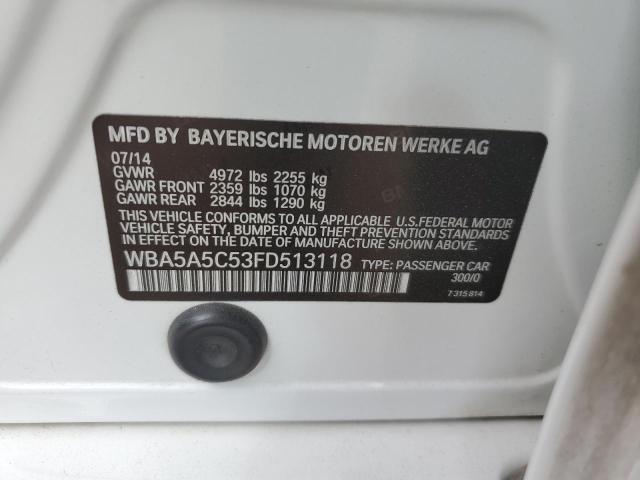 MFD BY BAYERISCHE MOTOREN WERKE AG
07/14
GVWR 4972 lbs 2255 kg
GAWR FRONT 2359 lbs 1070 kg
GAWR REAR 2844 lbs 1290 kg
THIS VEHICLE CONFORMS TO ALL APPLICABLE U.S.FEDERAL MOTOR
VEHICLE SAFETY, BUMPER, AND THEFT PREVENTION STANDARDS
IN EFFECT ON THE DATE OF MANUFACTURE SHOWN ABOVE.
WBA5A5C53FD513118 TYPE: PASSENGER CAR
300/0
7315814